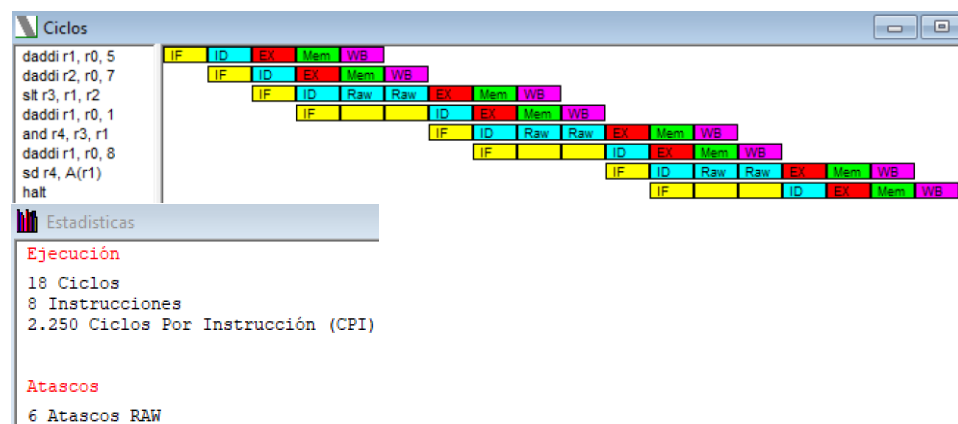 Ciclos
daddi r1, r0, 5 IF ID EX Mem WB
daddi r2, r0, 7 IF ID EX Mem WB
slt r3, r1, r2 IF ID Raw Raw EX Mem WB
daddi r1, r0, 1 IF ID EX Mem WB
and r4, r3, r1 IF ID Raw Raw EX Mem WB
daddi r1, r0, 8 IF ID EX Mem WB
sd r4, A(r1) IF ID Raw Raw EX Mem WB
halt IF ID EX Mem WB
Estadisticas
Ejecución
18 Ciclos
8 Instrucciones
2.250 Ciclos Por Instrucción (CPI)
Atascos
6 Atascos RAW